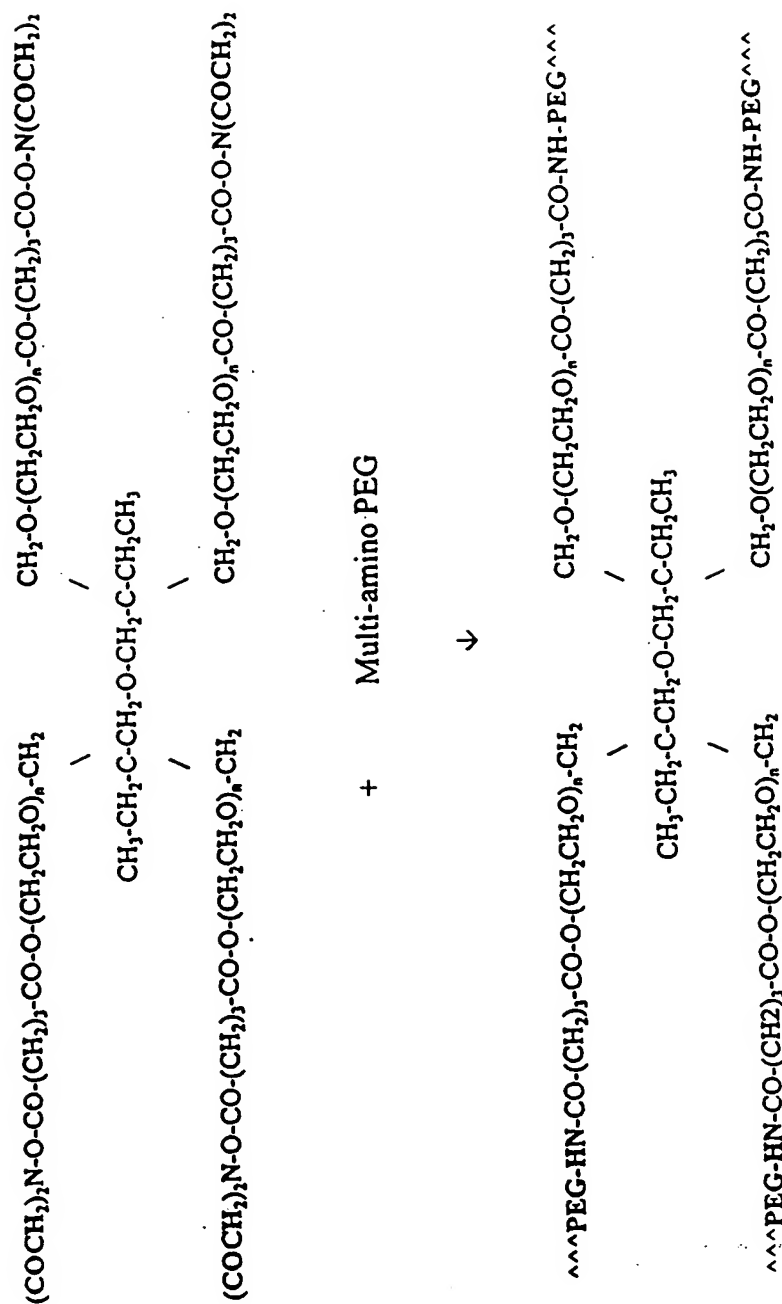 (COCH₂)₂N-O-CO-(CH₂)₃-CO-O-(CH₂CH₂O)ₙ-CH₂ CH₂-O-(CH₂CH₂O)ₙ-CO-(CH₂)₃-CO-O-N(COCH₂)₂
\ /
CH₃-CH₂-C-CH₂-O-CH₂-C-CH₂CH₃
/ \
(COCH₂)₂N-O-CO-(CH₂)₃-CO-O-(CH₂CH₂O)ₙ-CH₂ CH₂-O-(CH₂CH₂O)ₙ-CO-(CH₂)₃-CO-O-N(COCH₂)₂
+ Multi-amino PEG
↓
^^^PEG-HN-CO-(CH₂)₃-CO-O-(CH₂CH₂O)ₙ-CH₂ CH₂-O-(CH₂CH₂O)ₙ-CO-(CH₂)₃-CO-NH-PEG^^^
\ /
CH₃-CH₂-C-CH₂-O-CH₂-C-CH₂CH₃
/ \
^^^PEG-HN-CO-(CH2)₃-CO-O-(CH₂CH₂O)ₙ-CH₂ CH₂-O(CH₂CH₂O)ₙ-CO-(CH₂)₃CO-NH-PEG^^^